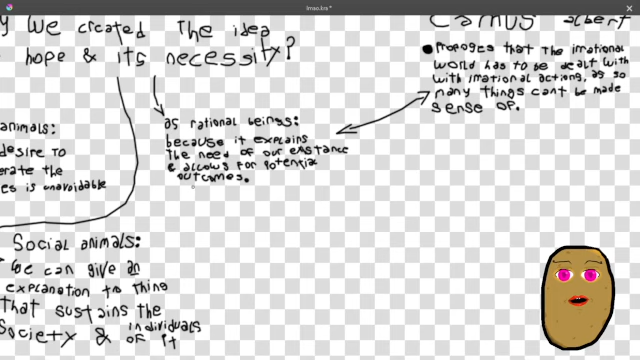 lmao.kra *
y we created the idea
hope & its necessity?
albert
• Proposes that the irrational
world has to be dealt with
with irrational actions, as so
many things cant be made
sense of.
as rational beings:
because it explains
the need of our existance
& allows for potential
outcomes.
animals:
desire to
erate the
es is unavoidable
Social animals:
we can give an
explanation to thing
that sustains the
society & individuals
of it